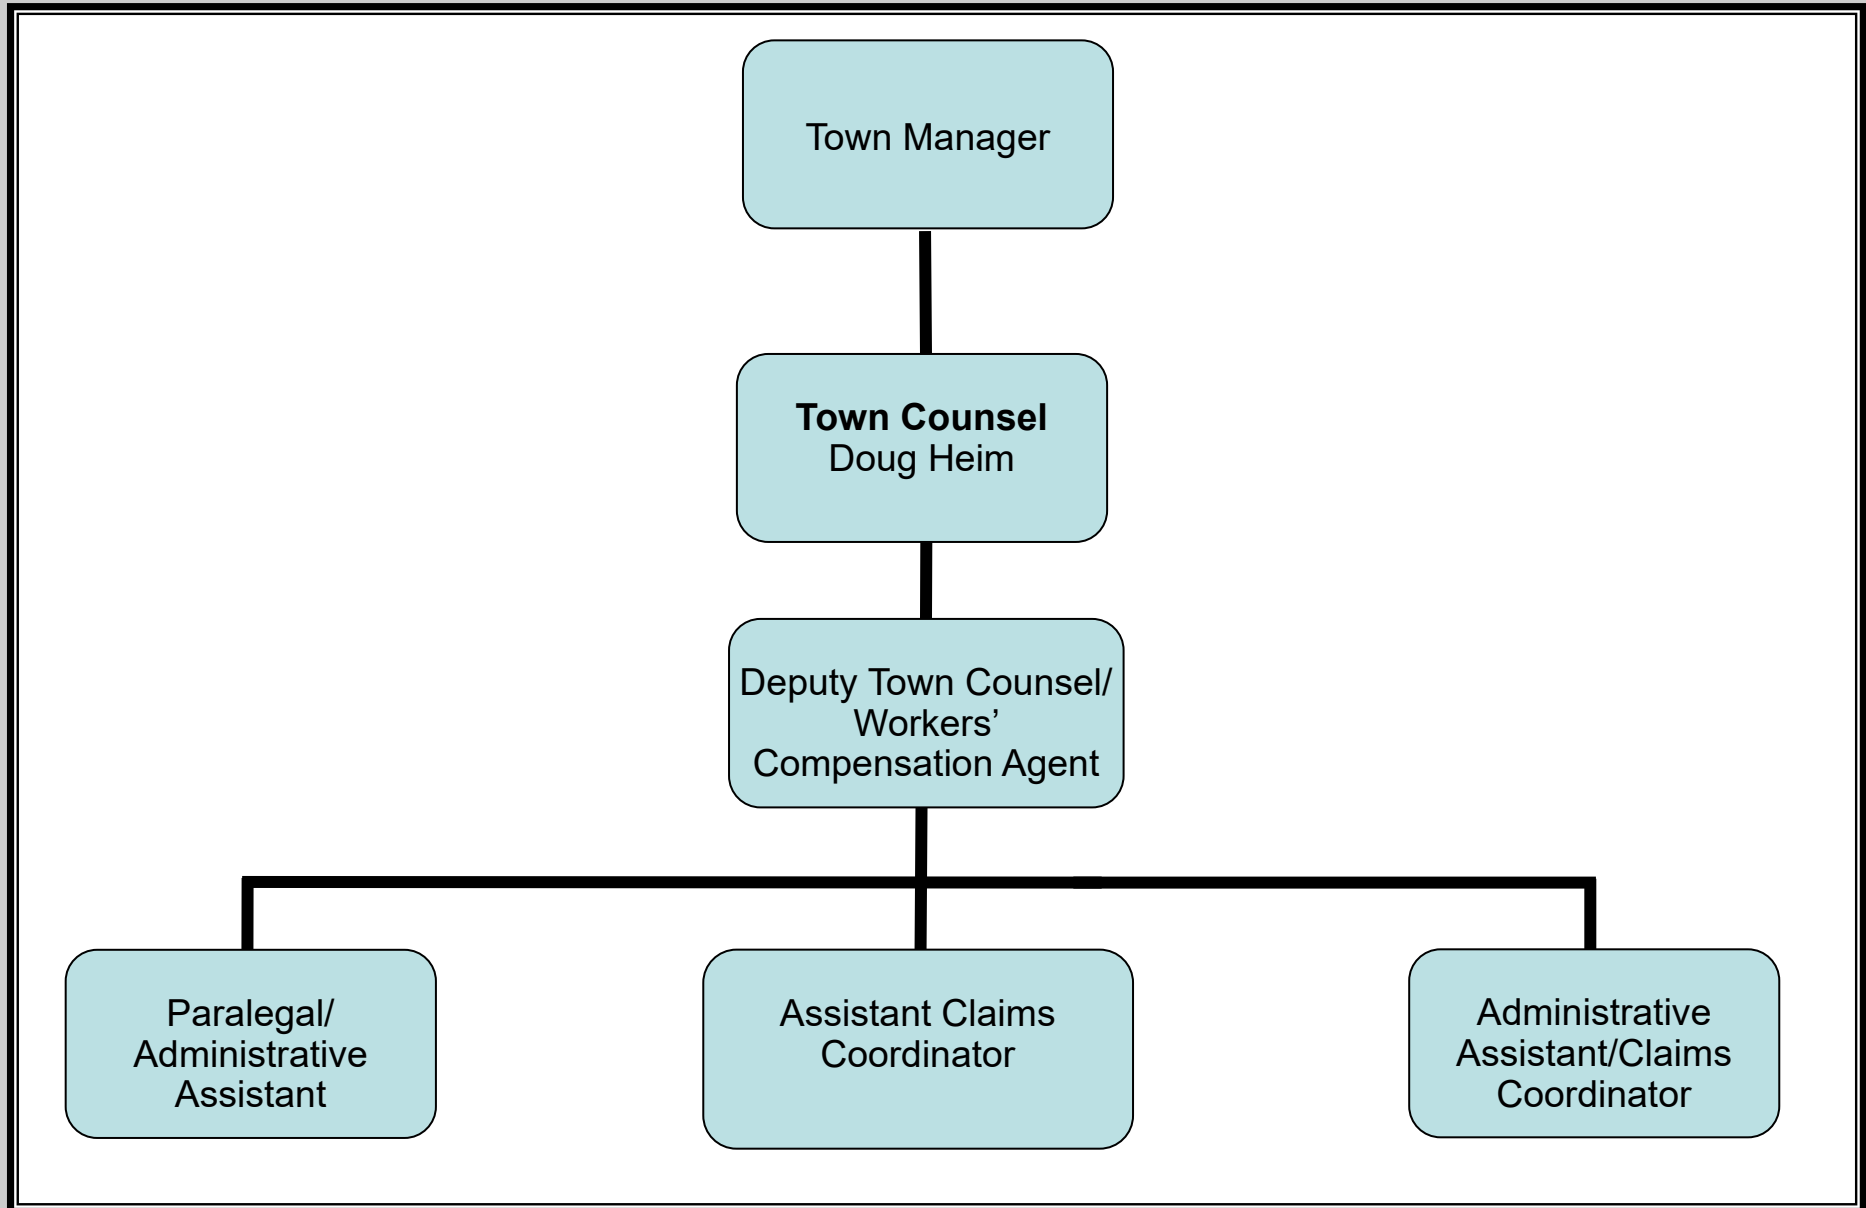 Town Manager
Town Counsel
Doug Heim
Deputy Town Counsel/
Workers’
Compensation Agent
Paralegal/
Administrative
Assistant
Assistant Claims
Coordinator
Administrative
Assistant/Claims
Coordinator